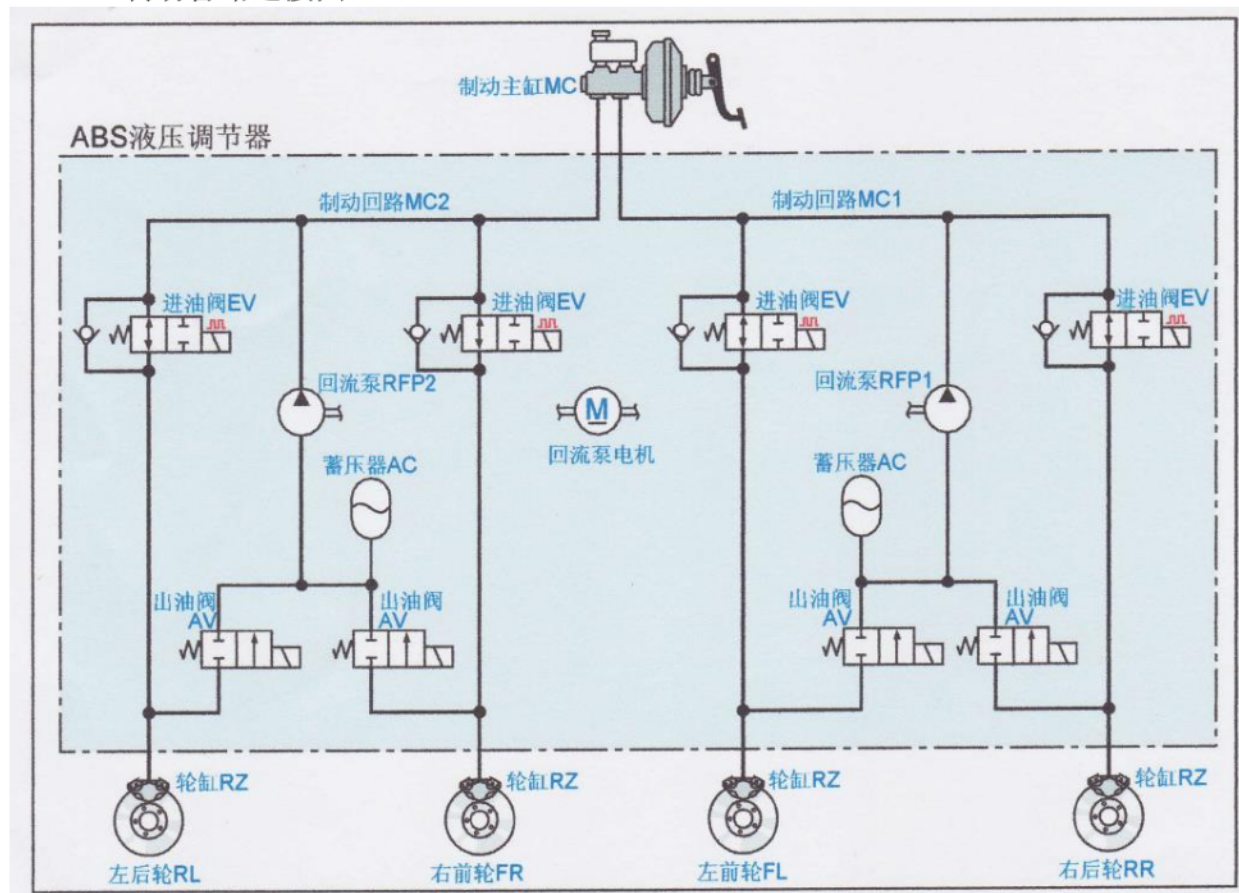 制动主缸MC
ABS液压调节器
制动回路MC2
制动回路MC1
进油阀EV
进油阀EV
进油阀EV
进油阀EV
回流泵RFP2
M
回流泵电机
回流泵RFP1
蓄压器AC
蓄压器AC
出油阀
AV
出油阀
AV
出油阀
AV
出油阀
AV
轮缸RZ
轮缸RZ
轮缸RZ
轮缸RZ
左后轮RL
右前轮FR
左前轮FL
右后轮RR